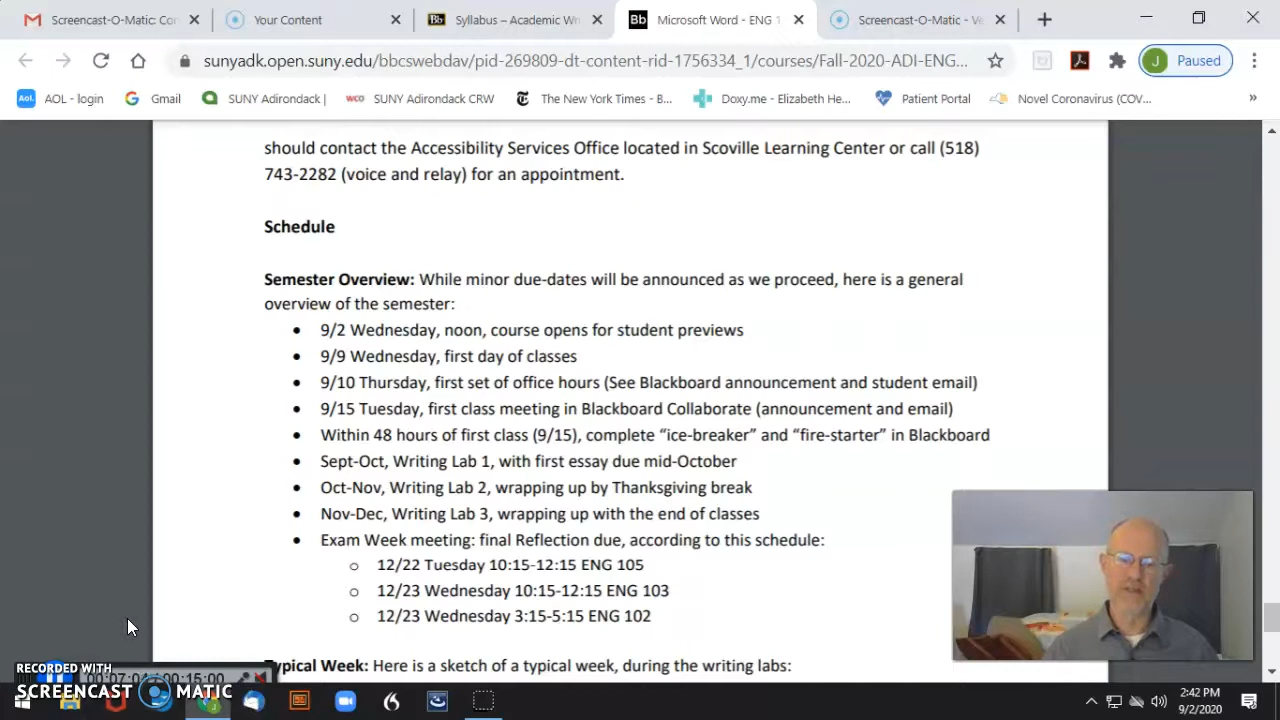 Screencast-O-Matic: Con
Your Content
Bb
Syllabus – Academic Wr
Bb
Microsoft Word - ENG 1
Screencast-O-Matic - Ve
sunyadk.open.suny.edu/bbcswebdav/pid-269809-dt-content-rid-1756334_1/courses/Fall-2020-ADI-ENG...
J
Paused
Aol.
AOL - login
Gmail
SUNY Adirondack |
WCO
SUNY Adirondack CRW
The New York Times - B...
Doxy.me - Elizabeth He...
Patient Portal
Novel Coronavirus (COV...
»
should contact the Accessibility Services Office located in Scoville Learning Center or call (518)
743-2282 (voice and relay) for an appointment.
Schedule
Semester Overview: While minor due-dates will be announced as we proceed, here is a general
overview of the semester:
• 9/2 Wednesday, noon, course opens for student previews
• 9/9 Wednesday, first day of classes
• 9/10 Thursday, first set of office hours (See Blackboard announcement and student email)
• 9/15 Tuesday, first class meeting in Blackboard Collaborate (announcement and email)
• Within 48 hours of first class (9/15), complete “ice-breaker” and “fire-starter” in Blackboard
• Sept-Oct, Writing Lab 1, with first essay due mid-October
• Oct-Nov, Writing Lab 2, wrapping up by Thanksgiving break
• Nov-Dec, Writing Lab 3, wrapping up with the end of classes
• Exam Week meeting: final Reflection due, according to this schedule:
o 12/22 Tuesday 10:15-12:15 ENG 105
o 12/23 Wednesday 10:15-12:15 ENG 103
o 12/23 Wednesday 3:15-5:15 ENG 102
Typical Week: Here is a sketch of a typical week, during the writing labs:
RECORDED WITH
SCREENCAST MATIC
2:42 PM
9/2/2020